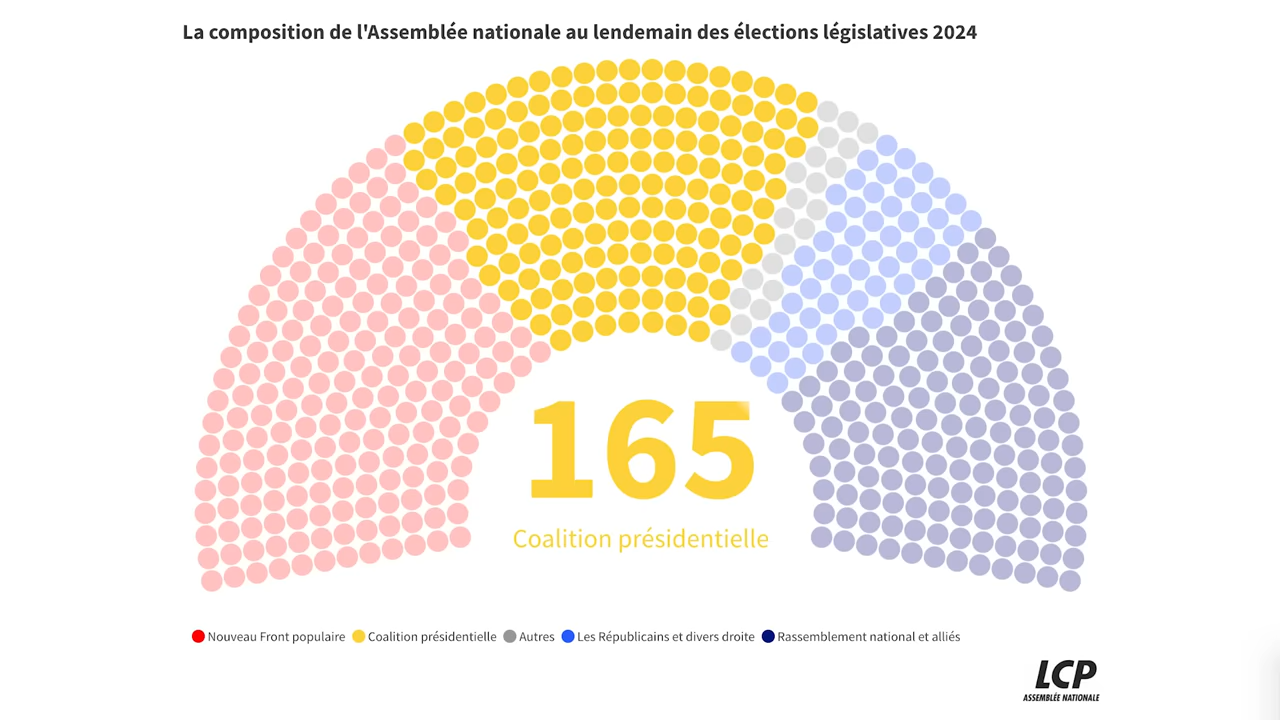 La composition de l'Assemblée nationale au lendemain des élections législatives 2024
165
Coalition présidentielle
Nouveau Front populaire Coalition présidentielle Autres Les Républicains et divers droite Rassemblement national et alliés
LCP
ASSEMBLÉE NATIONALE